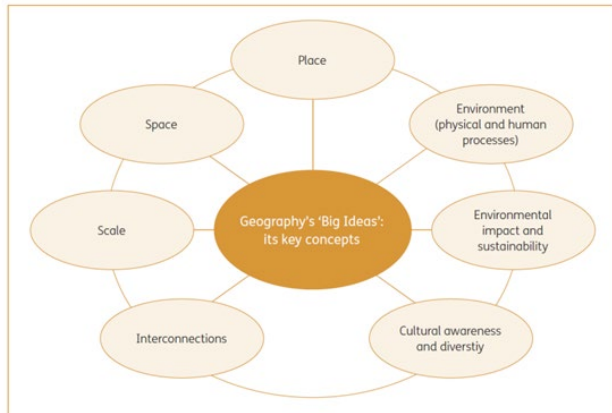 Place
Environment
(physical and human
processes)
Space
Geography's 'Big Ideas':
its key concepts
Environmental
impact and
sustainability
Scale
Interconnections
Cultural awareness
and diverstiy